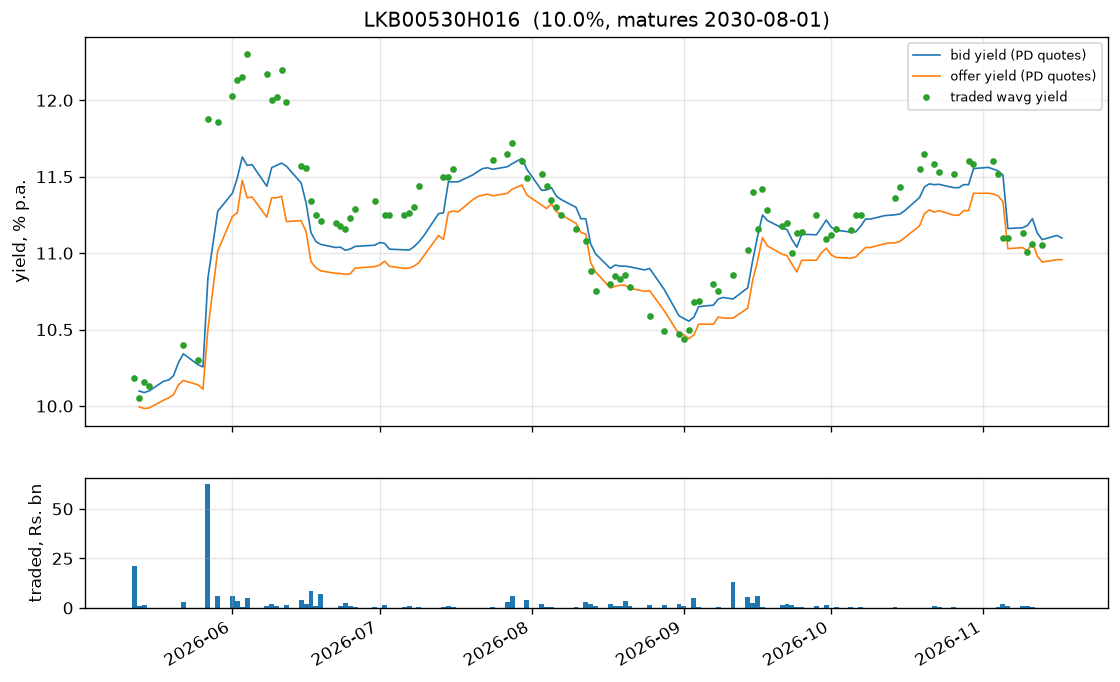 LKB00530H016  (10.0%, matures 2030-08-01)
bid yield (PD quotes)
offer yield (PD quotes)
traded wavg yield
yield, % p.a.
12.0
11.5
11.0
10.5
10.0
traded, Rs. bn
50
25
0
2026-06
2026-07
2026-08
2026-09
2026-10
2026-11